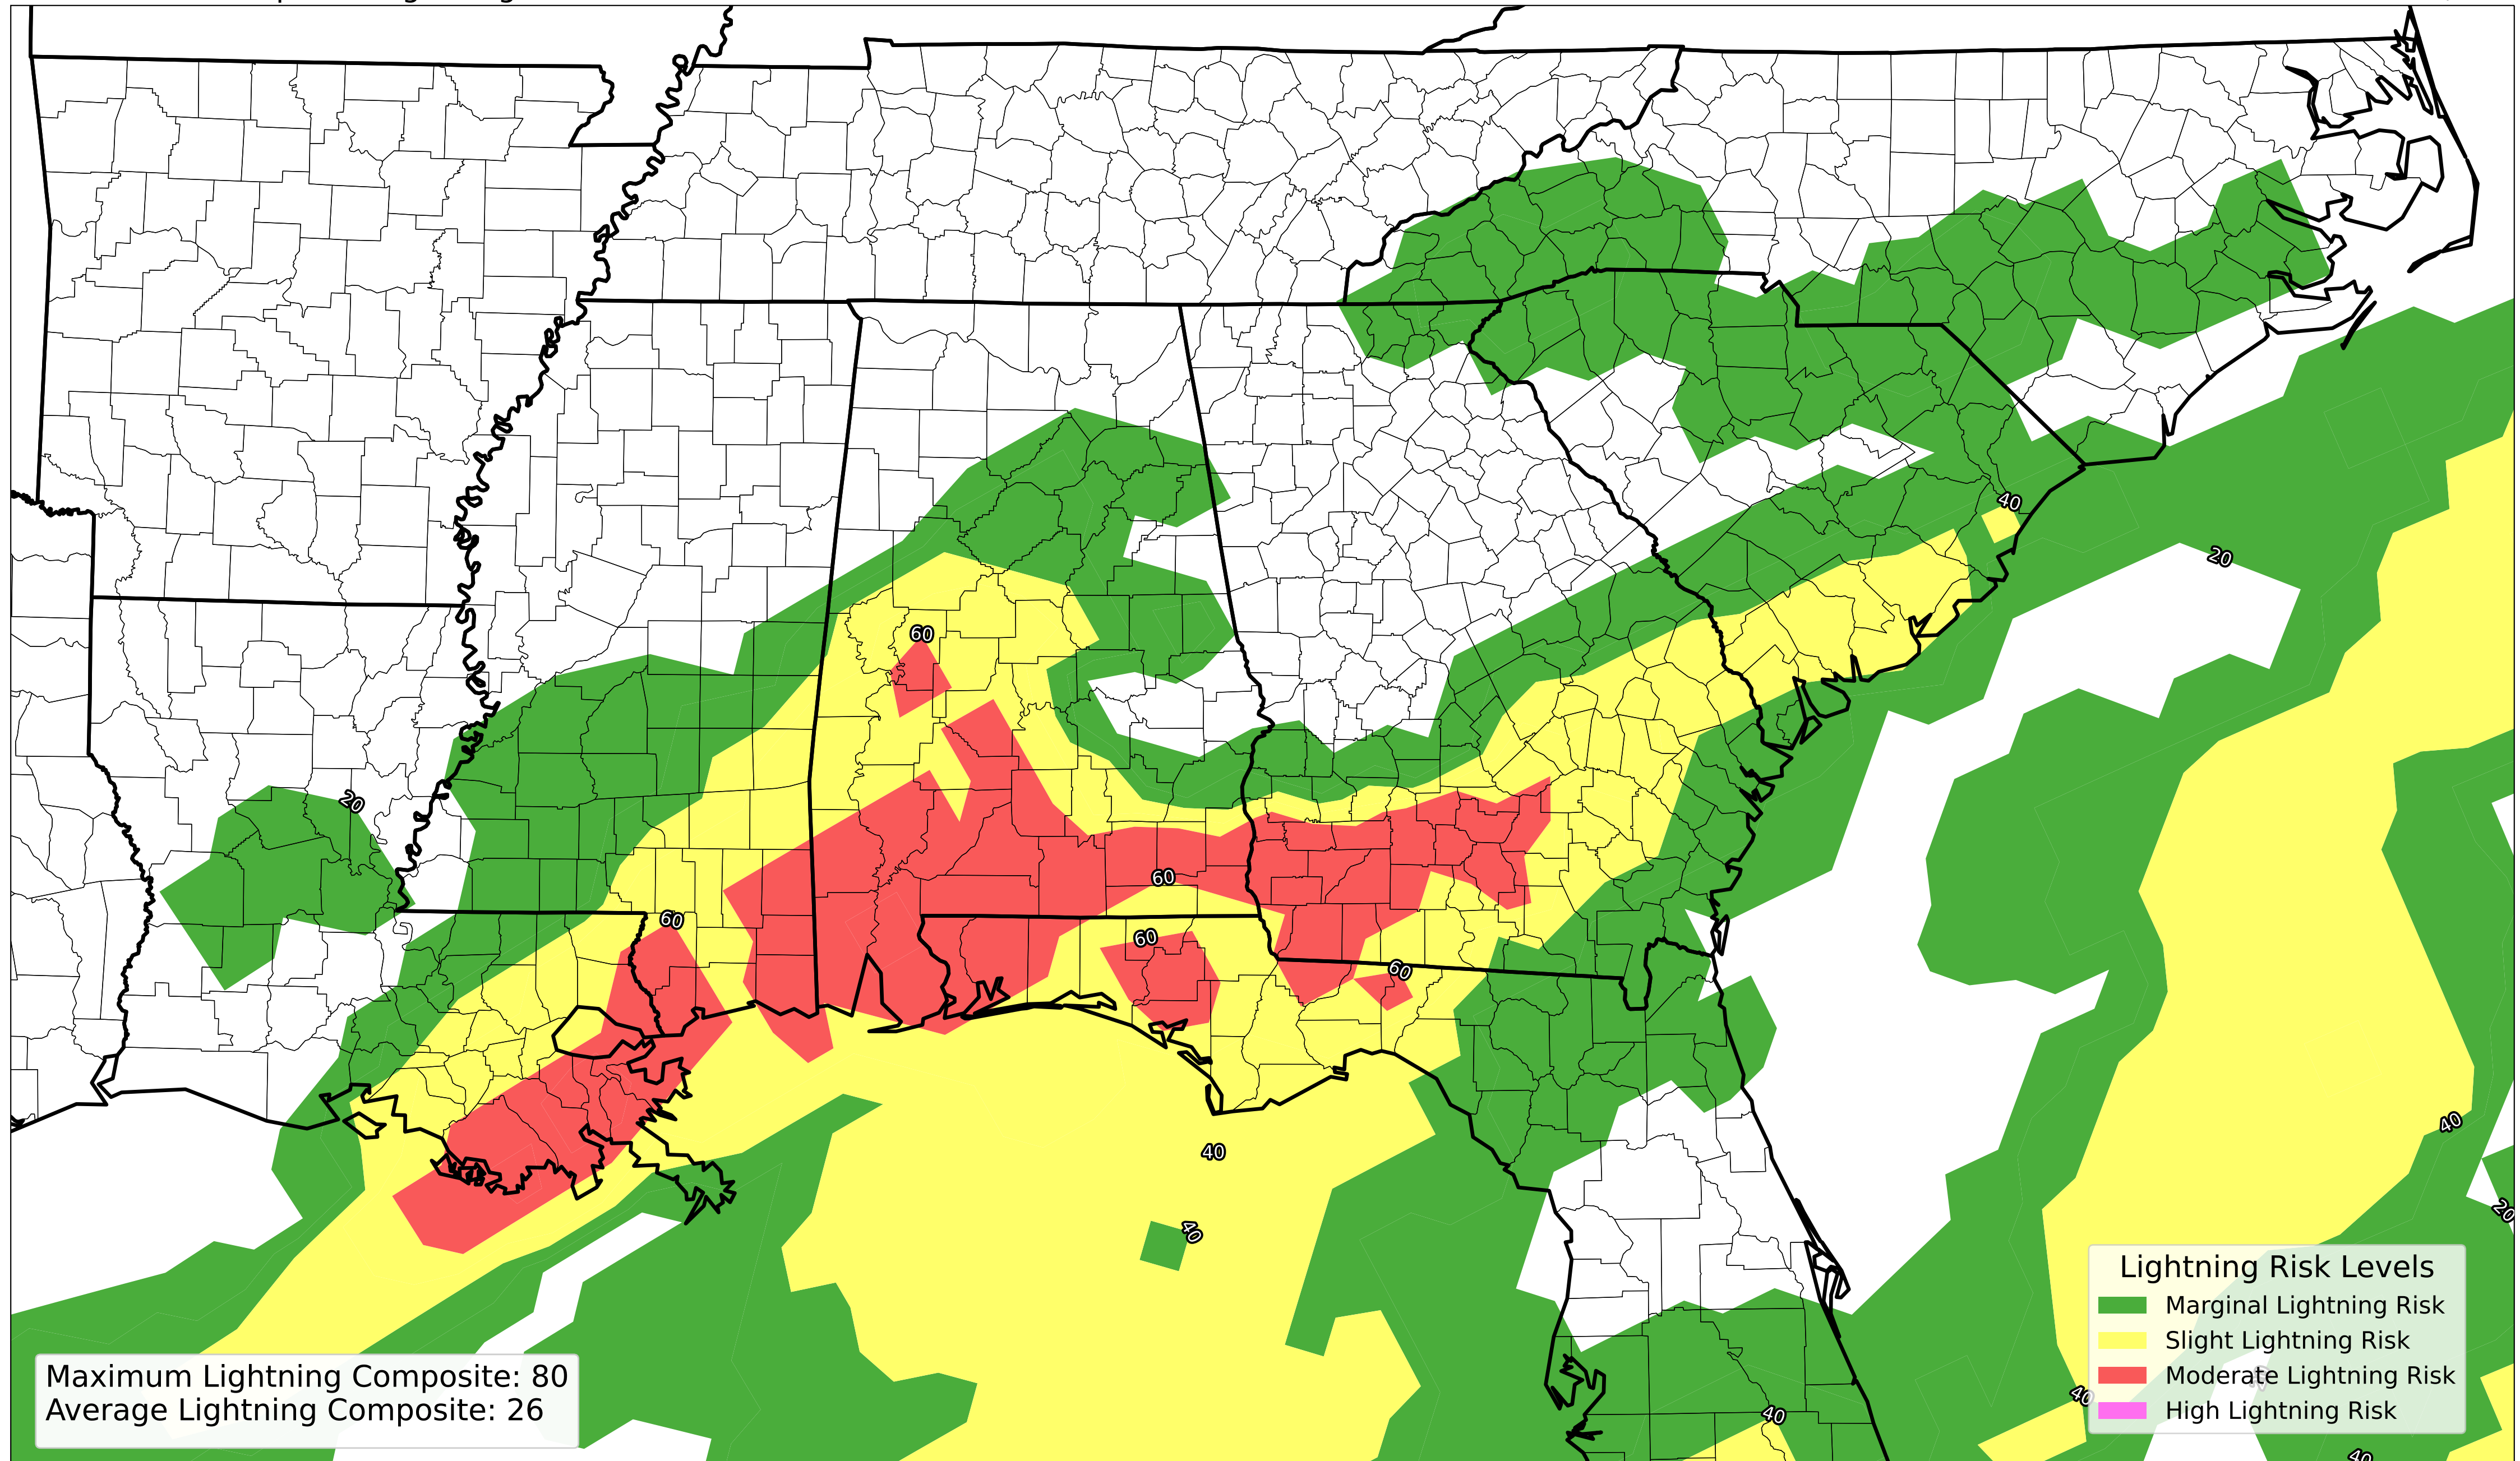 40
20
60
20
60
60
60
60
40
40
40
20
Lightning Risk Levels
Marginal Lightning Risk
Slight Lightning Risk
Moderate Lightning Risk
High Lightning Risk
Maximum Lightning Composite: 80
Average Lightning Composite: 26
40
40
40